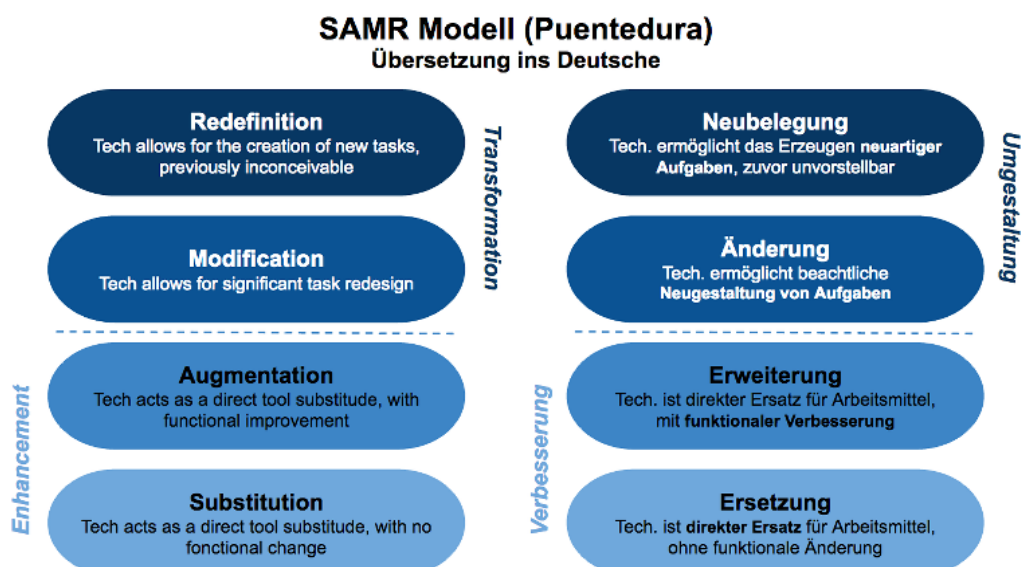 SAMR Modell (Puentedura)
Übersetzung ins Deutsche
Redefinition
Tech allows for the creation of new tasks,
previously inconceivable
Modification
Tech allows for significant task redesign
Transformation
Augmentation
Tech acts as a direct tool substitude, with
functional improvement
Substitution
Tech acts as a direct tool substitude, with no
fonctional change
Enhancement
Neubelegung
Tech. ermöglicht das Erzeugen neuartiger
Aufgaben, zuvor unvorstellbar
Änderung
Tech. ermöglicht beachtliche
Neugestaltung von Aufgaben
Umgestaltung
Erweiterung
Tech. ist direkter Ersatz für Arbeitsmittel,
mit funktionaler Verbesserung
Ersetzung
Tech. ist direkter Ersatz für Arbeitsmittel,
ohne funktionale Änderung
Verbesserung